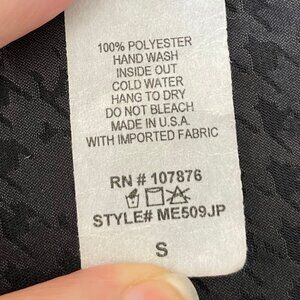 100% POLYESTER
HAND WASH
INSIDE OUT
COLD WATER
HANG TO DRY
DO NOT BLEACH
MADE IN U.S.A.
WITH IMPORTED FABRIC
RN # 107876
STYLE# ME509JP
S